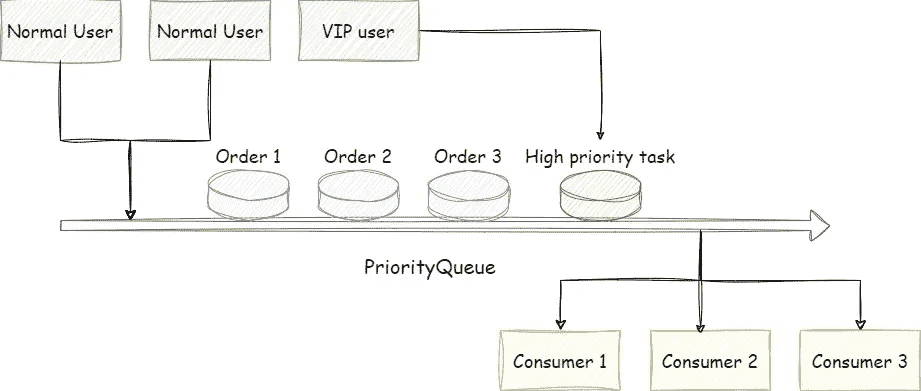 Normal User
Normal User
VIP user
Order 1
Order 2
Order 3
High priority task
PriorityQueue
Consumer 1
Consumer 2
Consumer 3